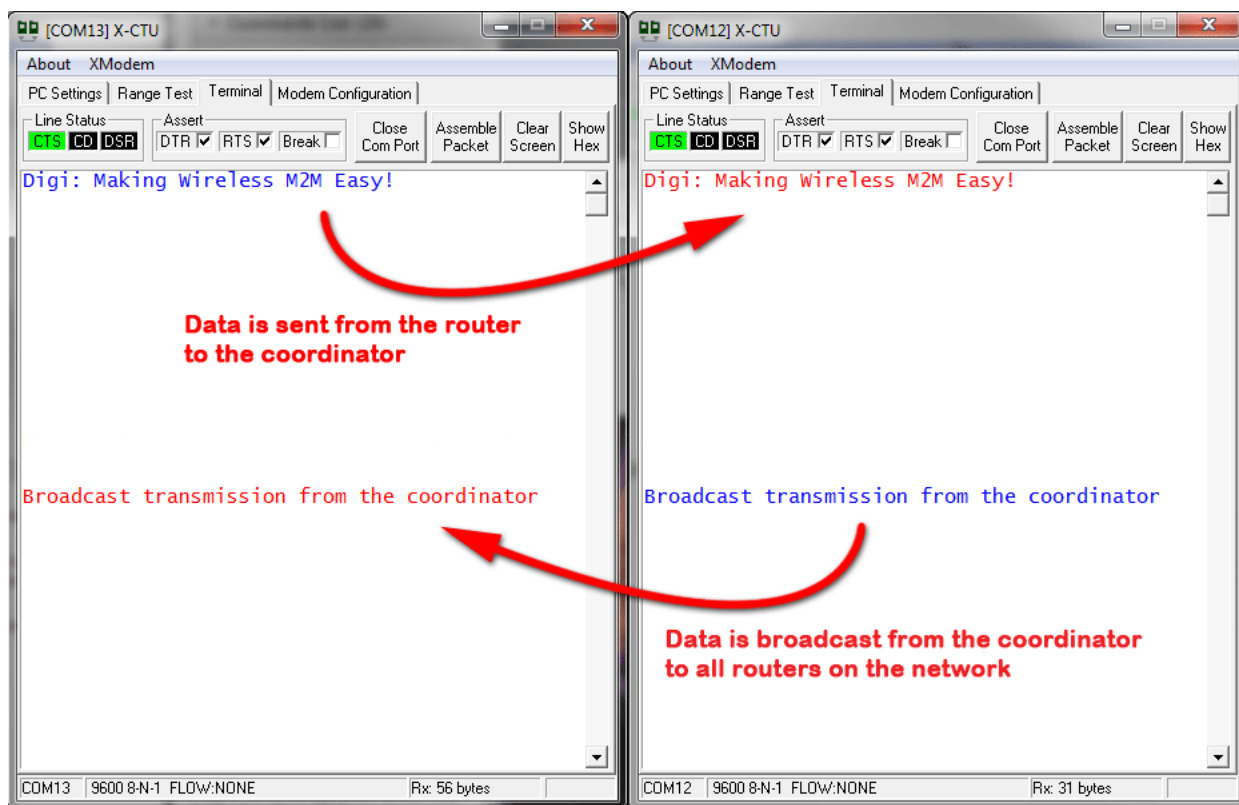 [COM13] X-CTU
About XModem
PC Settings Range Test Terminal Modem Configuration
Line Status
CTS CD DSR
Assert
DTR RTS Break
Close
Com Port
Assemble
Packet
Clear
Screen
Show
Hex
Digi: Making Wireless M2M Easy!
Data is sent from the router
to the coordinator
Broadcast transmission from the coordinator
COM13 9600 8-N-1 FLOW:NONE Rx: 56 bytes
[COM12] X-CTU
About XModem
PC Settings Range Test Terminal Modem Configuration
Line Status
CTS CD DSR
Assert
DTR RTS Break
Close
Com Port
Assemble
Packet
Clear
Screen
Show
Hex
Digi: Making Wireless M2M Easy!
Broadcast transmission from the coordinator
Data is broadcast from the coordinator
to all routers on the network
COM12 9600 8-N-1 FLOW:NONE Rx: 31 bytes